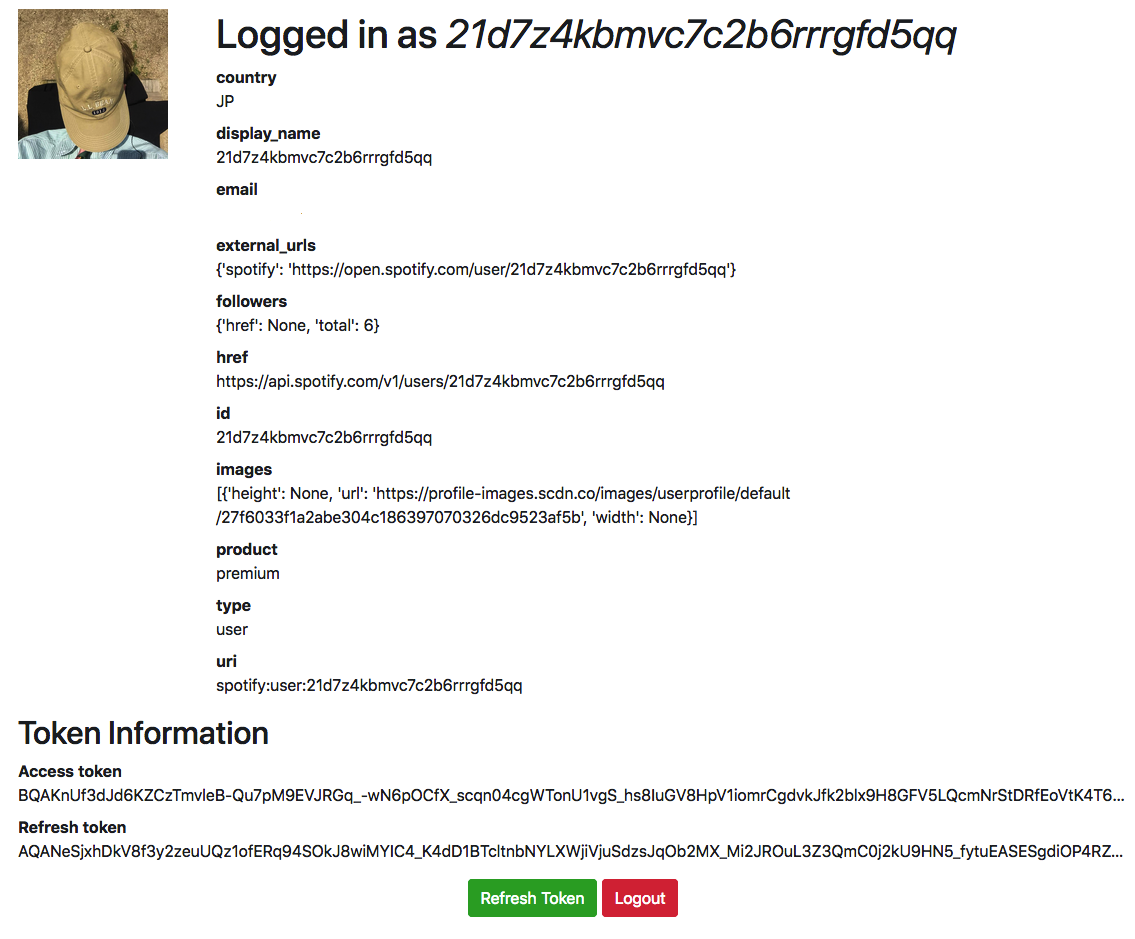 Logged in as 21d7z4kbmvc7c2b6rrrgfd5qq
country
JP
display_name
21d7z4kbmvc7c2b6rrrgfd5qq
email
external_urls
{'spotify': 'https://open.spotify.com/user/21d7z4kbmvc7c2b6rrrgfd5qq'}
followers
{'href': None, 'total': 6}
href
https://api.spotify.com/v1/users/21d7z4kbmvc7c2b6rrrgfd5qq
id
21d7z4kbmvc7c2b6rrrgfd5qq
images
[{'height': None, 'url': 'https://profile-images.scdn.co/images/userprofile/default
/27f6033f1a2abe304c186397070326dc9523af5b', 'width': None}]
product
premium
type
user
uri
spotify:user:21d7z4kbmvc7c2b6rrrgfd5qq
Token Information
Access token
BQAKnUf3dJd6KZCzTmvleB-Qu7pM9EVJRGq_-wN6pOCfX_scqn04cgWTonU1vgS_hs8IuGV8HpV1iomrCgdvkJfk2blx9H8GFV5LQcmNrStDRfEoVtK4T6...
Refresh token
AQANeSjxhDkV8f3y2zeuUQz1ofERq94SOkJ8wiMYIC4_K4dD1BTcltnbNYLXWjiVjuSdzsJqOb2MX_Mi2JROuL3Z3QmC0j2kU9HN5_fytuEASESgdiOP4RZ...
Refresh Token
Logout